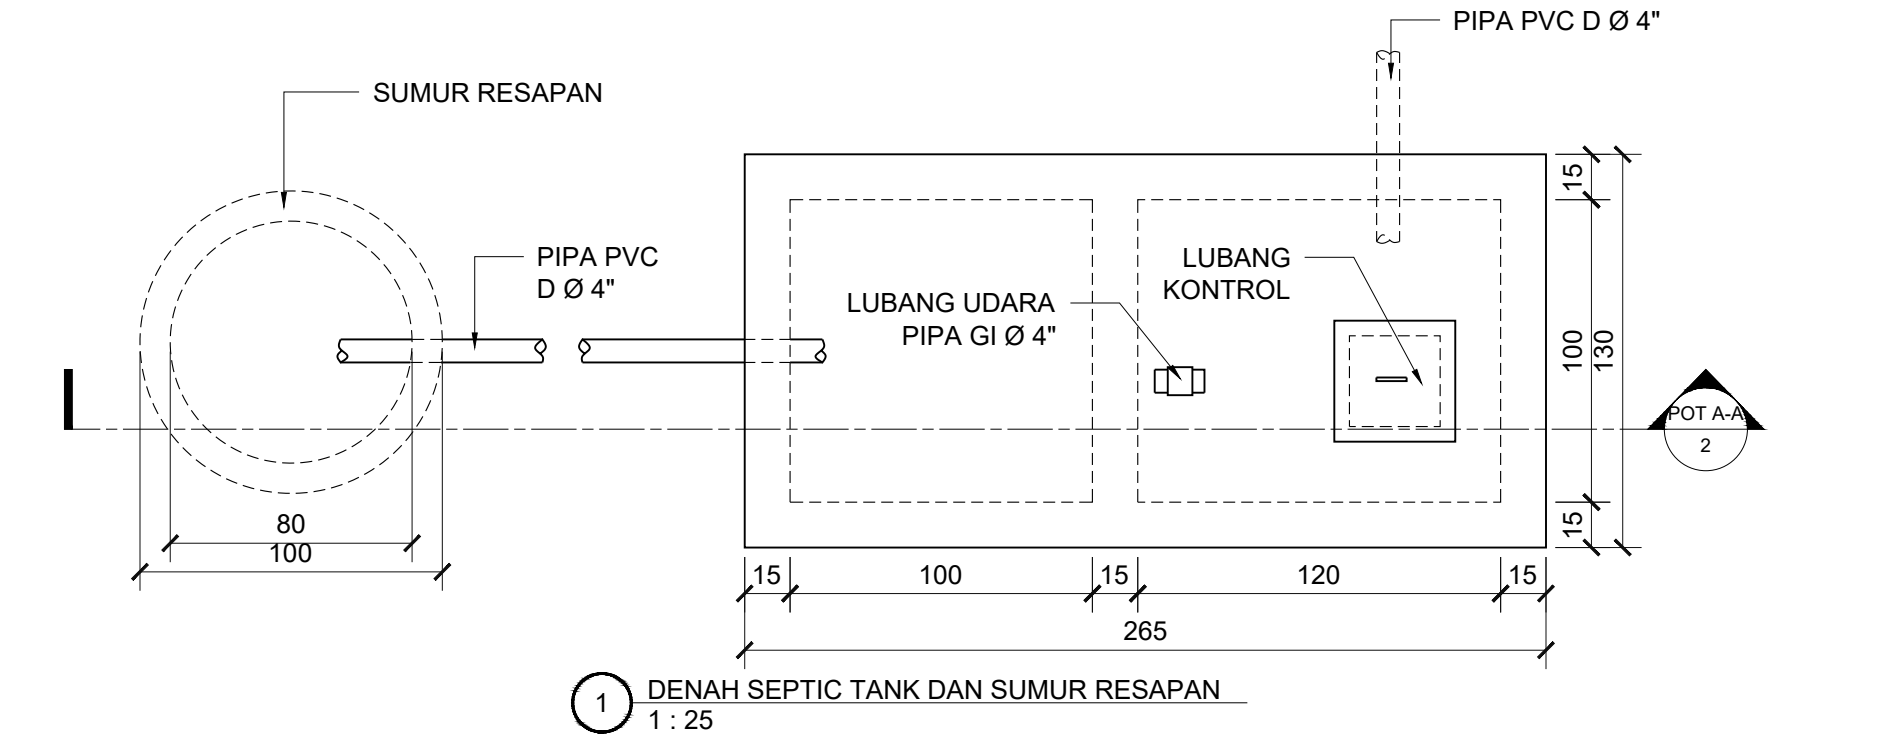 PIPA PVC D Ø 4"
SUMUR RESAPAN
PIPA PVC
D Ø 4"
LUBANG UDARA
PIPA GI Ø 4"
LUBANG
KONTROL
15
100
130
15
POT A-A
2
80
100
15
100
15
120
15
265
1
DENAH SEPTIC TANK DAN SUMUR RESAPAN
1 : 25